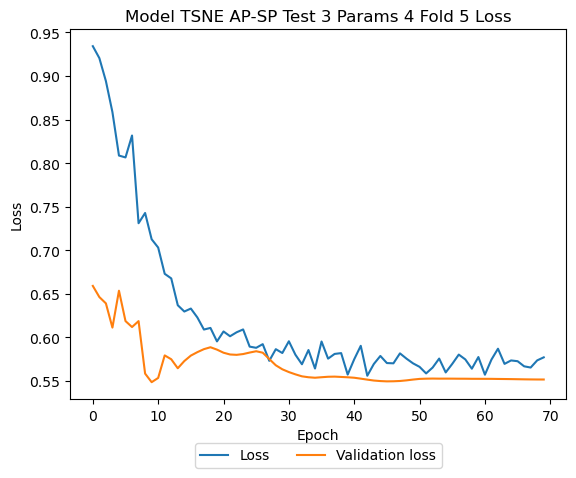 Model TSNE AP-SP Test 3 Params 4 Fold 5 Loss
0.95
0.90
0.85
0.80
0.75
0.70
0.65
0.60
0.55
Loss
0 10 20 30 40 50 60 70
Epoch
Loss Validation loss